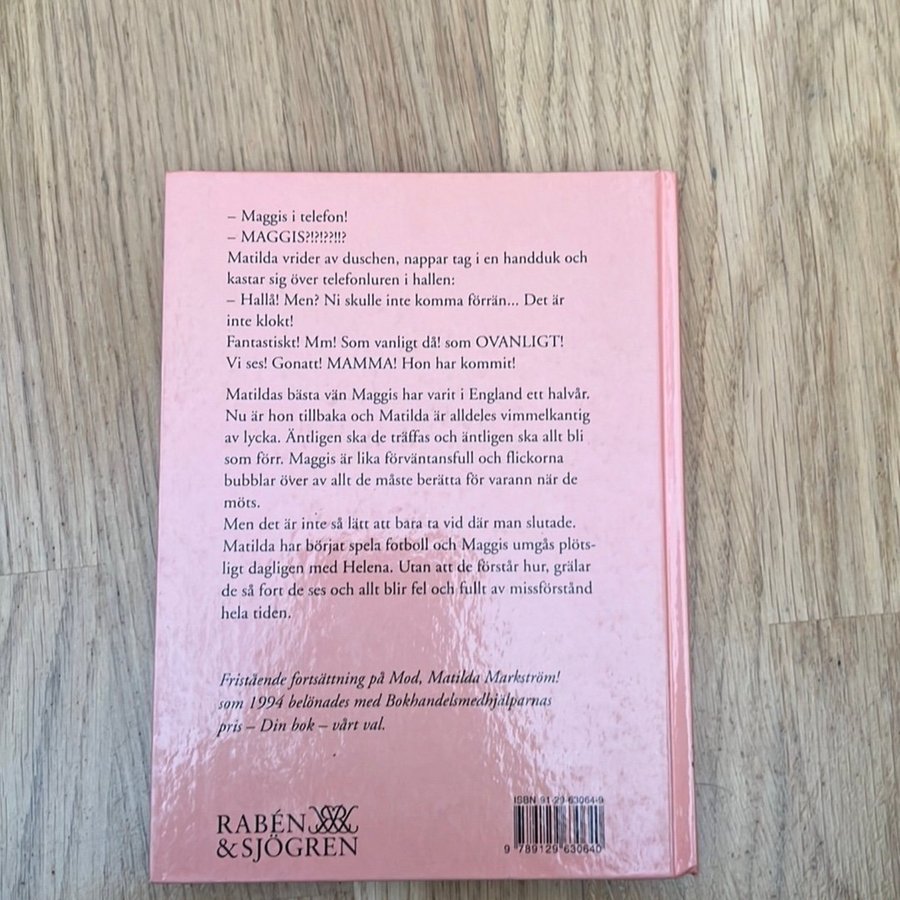 – Maggis i telefon!
– MAGGIS?!?!??!!?
Matilda vrider av duschen, nappar tag i en handduk och
kastar sig över telefonluren i hallen:
– Hallå! Men? Ni skulle inte komma förrän... Det är
inte klokt!
Fantastiskt! Mm! Som vanligt då! som OVANLIGT!
Vi ses! Gonatt! MAMMA! Hon har kommit!
Matildas bästa vän Maggis har varit i England ett halvår.
Nu är hon tillbaka och Matilda är alldeles vimmelkantig
av lycka. Äntligen ska de träffas och äntligen ska allt bli
som förr. Maggis är lika förväntansfull och flickorna
bubblar över av allt de måste berätta för varann när de
möts.
Men det är inte så lätt att bara ta vid där man slutade.
Matilda har börjat spela fotboll och Maggis umgås plöts-
ligt dagligen med Helena. Utan att de förstår hur, grälar
de så fort de ses och allt blir fel och fullt av missförstånd
hela tiden.
Fristående fortsättning på Mod, Matilda Markström!
som 1994 belönades med Bokhandelsmedhjälparnas
pris – Din bok – vårt val.
RABÉN
& SJÖGREN
ISBN 91-29-63064-9
9 789129 630640